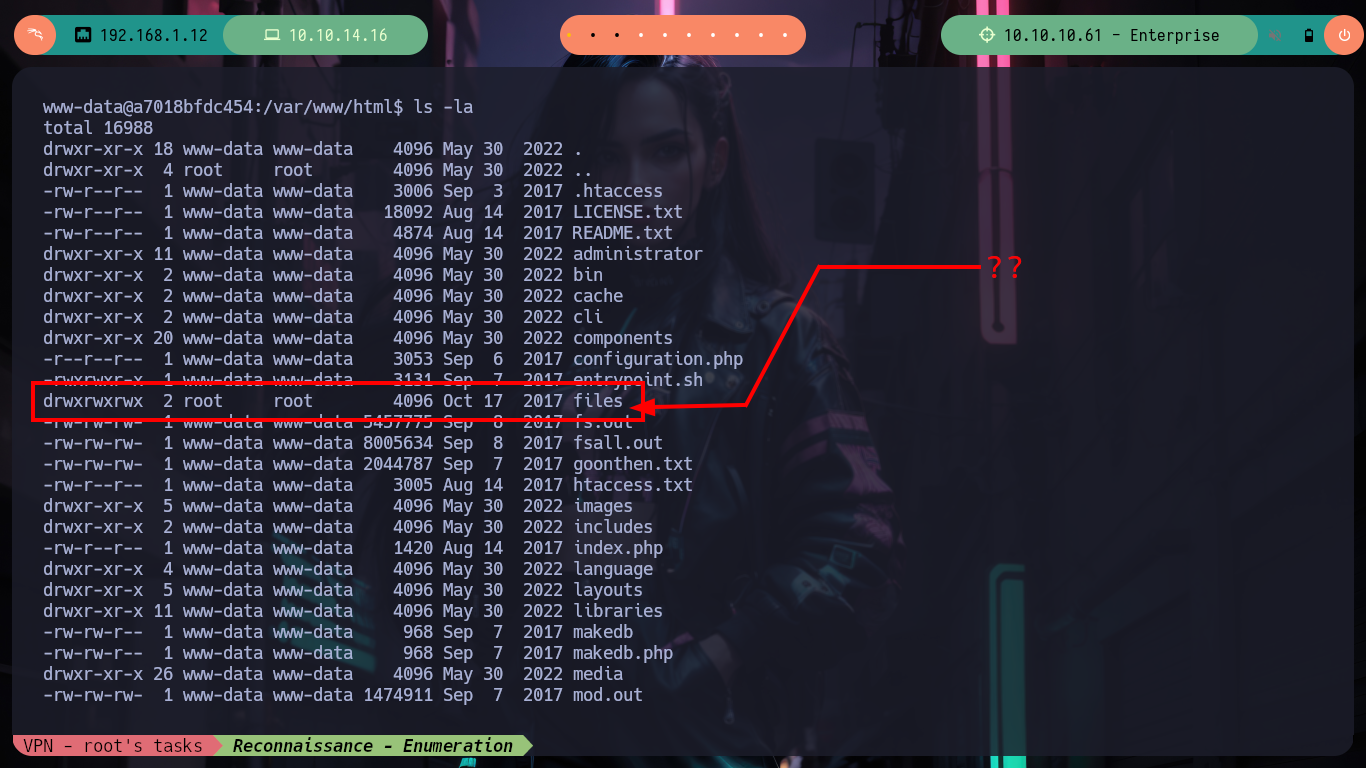 192.168.1.12 10.10.14.16 10.10.10.61 - Enterprise
www-data@a7018bfdc454:/var/www/html$ ls -la
total 16988
drwxr-xr-x 18 www-data www-data    4096 May 30  2022 .
drwxr-xr-x  4 root     root        4096 May 30  2022 ..
-rw-r--r--  1 www-data www-data    3006 Sep  3  2017 .htaccess
-rw-r--r--  1 www-data www-data   18092 Aug 14  2017 LICENSE.txt
-rw-r--r--  1 www-data www-data    4874 Aug 14  2017 README.txt
drwxr-xr-x 11 www-data www-data    4096 May 30  2022 administrator
drwxr-xr-x  2 www-data www-data    4096 May 30  2022 bin
drwxr-xr-x  2 www-data www-data    4096 May 30  2022 cache
drwxr-xr-x  2 www-data www-data    4096 May 30  2022 cli
drwxr-xr-x 20 www-data www-data    4096 May 30  2022 components
-r--r--r--  1 www-data www-data    3053 Sep  6  2017 configuration.php
-rwxrwxr-x  1 www-data www-data    3131 Sep  7  2017 entrypoint.sh
drwxrwxrwx  2 root     root        4096 Oct 17  2017 files
-rw-rw-rw-  1 www-data www-data 5457775 Sep  8  2017 fs.out
-rw-rw-rw-  1 www-data www-data 8005634 Sep  8  2017 fsall.out
-rw-rw-rw-  1 www-data www-data 2044787 Sep  7  2017 goonthen.txt
-rw-r--r--  1 www-data www-data    3005 Aug 14  2017 htaccess.txt
drwxr-xr-x  5 www-data www-data    4096 May 30  2022 images
drwxr-xr-x  2 www-data www-data    4096 May 30  2022 includes
-rw-r--r--  1 www-data www-data    1420 Aug 14  2017 index.php
drwxr-xr-x  4 www-data www-data    4096 May 30  2022 language
drwxr-xr-x  5 www-data www-data    4096 May 30  2022 layouts
drwxr-xr-x 11 www-data www-data    4096 May 30  2022 libraries
-rw-rw-r--  1 www-data www-data     968 Sep  7  2017 makedb
-rw-rw-r--  1 www-data www-data     968 Sep  7  2017 makedb.php
drwxr-xr-x 26 www-data www-data    4096 May 30  2022 media
-rw-rw-rw-  1 www-data www-data 1474911 Sep  7  2017 mod.out
??
VPN - root's tasks Reconnaissance - Enumeration